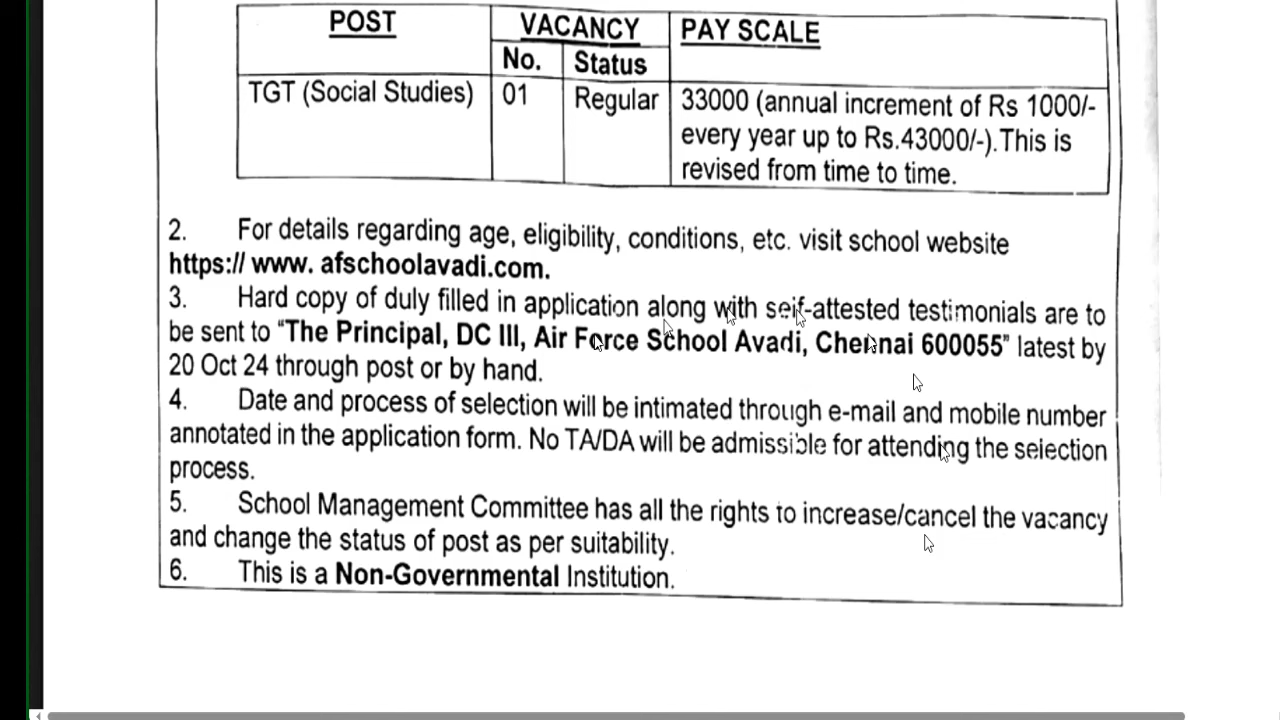 POST VACANCY PAY SCALE
No. Status
TGT (Social Studies) 01 Regular 33000 (annual increment of Rs 1000/-
every year up to Rs.43000/-).This is
revised from time to time.
2. For details regarding age, eligibility, conditions, etc. visit school website
https:// www. afschoolavadi.com.
3. Hard copy of duly filled in application along with self-attested testimonials are to
be sent to “The Principal, DC III, Air Force School Avadi, Chennai 600055” latest by
20 Oct 24 through post or by hand.
4. Date and process of selection will be intimated through e-mail and mobile number
annotated in the application form. No TA/DA will be admissible for attending the selection
process.
5. School Management Committee has all the rights to increase/cancel the vacancy
and change the status of post as per suitability.
6. This is a Non-Governmental Institution.